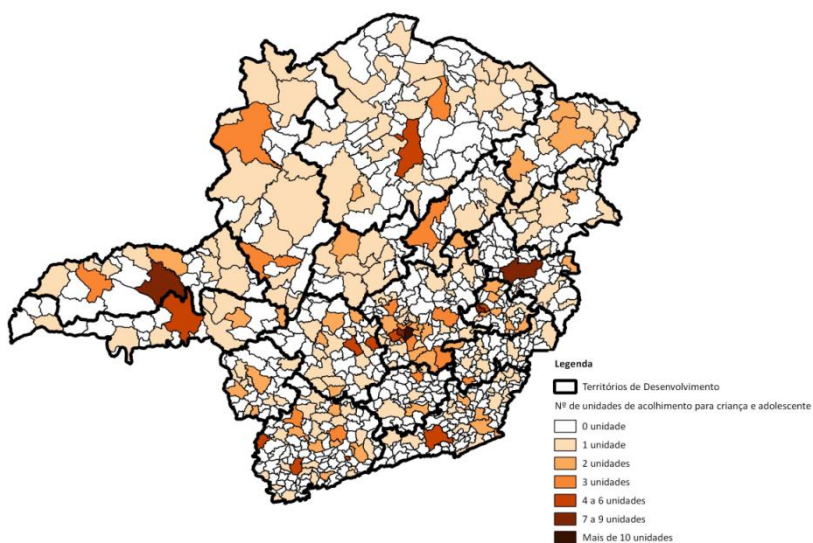 Legenda
Territórios de Desenvolvimento
Nº de unidades de acolhimento para criança e adolescente
0 unidade
1 unidade
2 unidades
3 unidades
4 a 6 unidades
7 a 9 unidades
Mais de 10 unidades